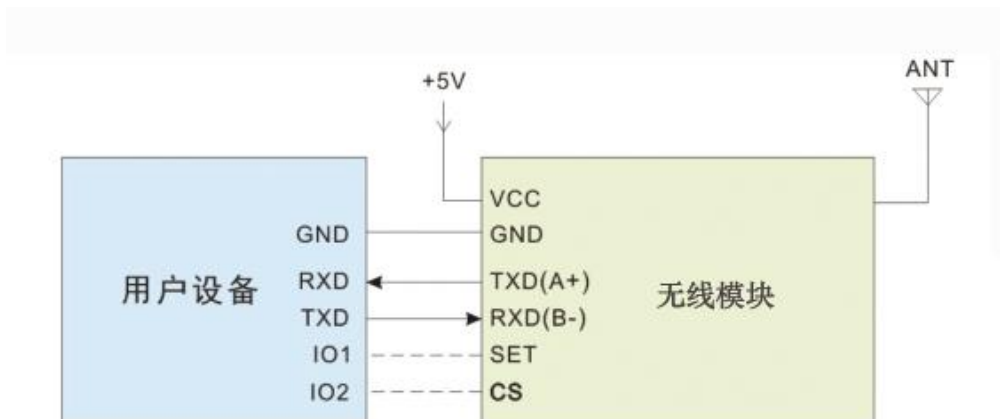 +5V
ANT
VCC
GND
GND
用户设备
RXD
TXD(A+)
无线模块
TXD
RXD(B-)
IO1
SET
IO2
CS